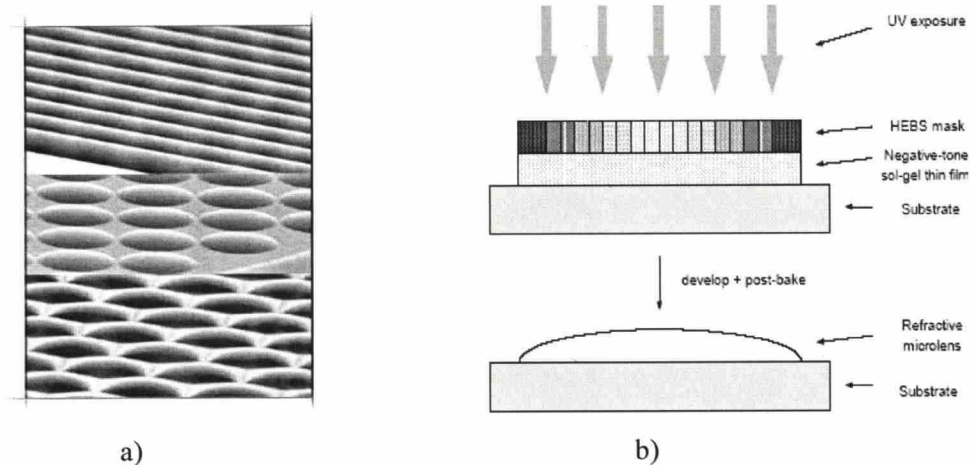 UV exposure
HEBS mask
Negative-tone
sol-gel thin film
Substrate
develop + post-bake
Refractive
microlens
Substrate
a)
b)